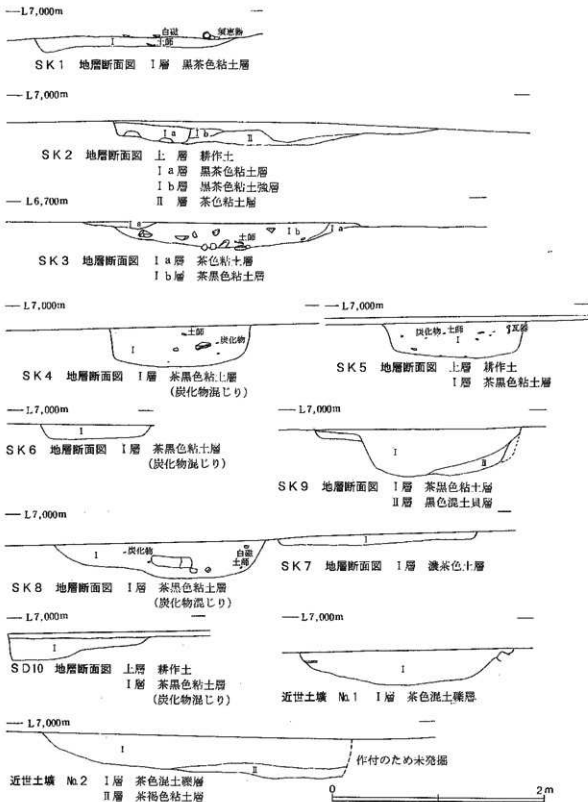 L7,000m
白磁 須恵器
I 土師
SK1 地層断面図 I層 黒茶色粘土層
L7,000m
Ia Ib II
SK2 地層断面図 上層 耕作土
Ia層 黒茶色粘土層
Ib層 黒茶色粘土強層
II層 茶色粘土層
L6,700m
Ia 土師 Ib Ia
SK3 地層断面図 Ia層 茶色粘土層
Ib層 茶黒色粘土層
L7,000m
土師
I 炭化物
SK4 地層断面図 I層 茶黒色粘土層
(炭化物混じり)
L7,000m
炭化物 土師 瓦器
I
SK5 地層断面図 上層 耕作土
I層 茶黒色粘土層
L7,000m
I
SK6 地層断面図 I層 茶黒色粘土層
(炭化物混じり)
I
II
SK9 地層断面図 I層 茶黒色粘土層
II層 黒色混土貝層
L7,000m
I 炭化物 白磁
土師
SK8 地層断面図 I層 茶黒色粘土層
(炭化物混じり)
I
SK7 地層断面図 I層 濃茶色土層
L7,000m
I
SD10 地層断面図 上層 耕作土
I層 茶黒色粘土層
(炭化物混じり)
I
近世土壙 No.1 I層 茶色混土礫層
L7,000m
I
II
作付のため未発掘
近世土壙 No.2 I層 茶色混土礫層
II層 茶褐色粘土層
0 2m